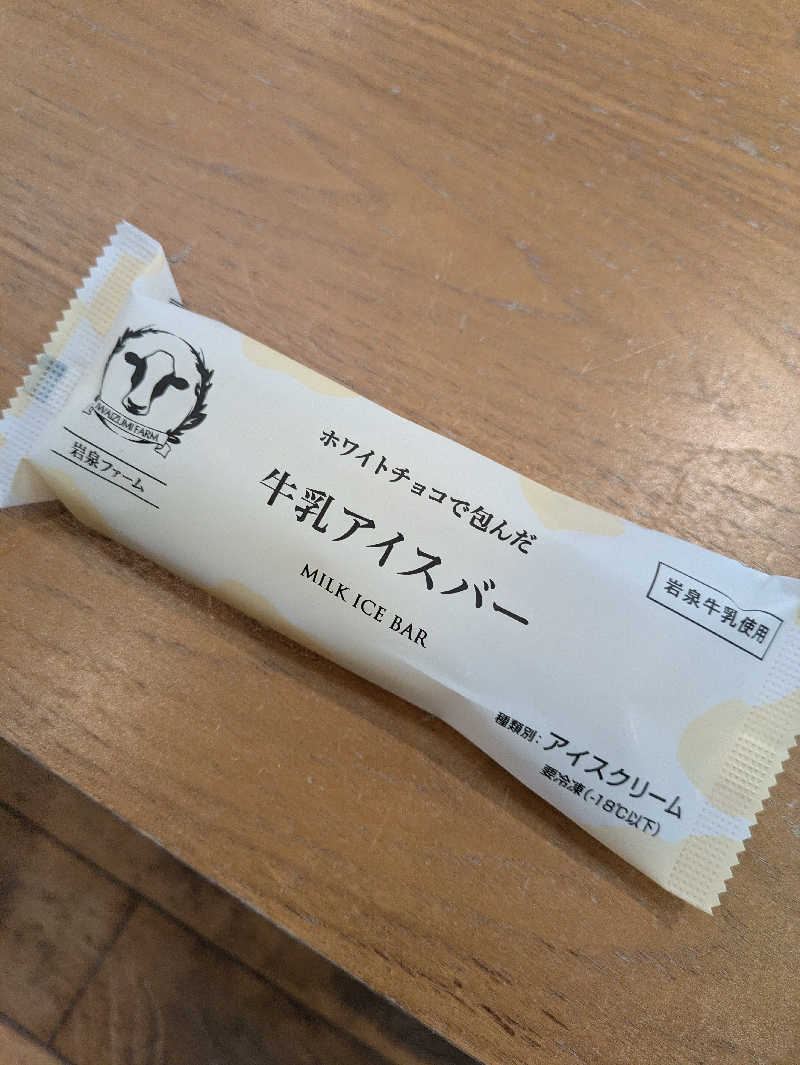 IWAIZUMI FARM
岩泉ファーム
ホワイトチョコで包んだ
牛乳アイスバー
MILK ICE BAR
岩泉牛乳使用
種類別:アイスクリーム
要冷凍(-18℃以下)